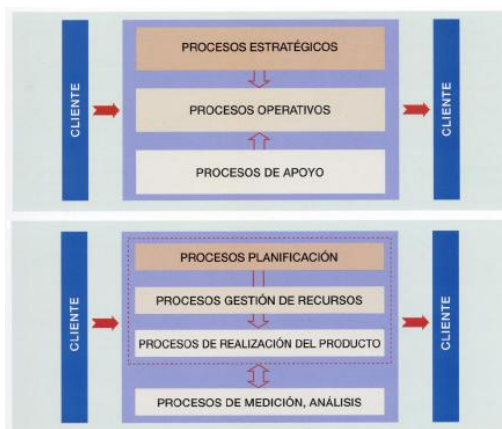 CLIENTE
PROCESOS ESTRATÉGICOS
PROCESOS OPERATIVOS
PROCESOS DE APOYO
CLIENTE
CLIENTE
PROCESOS PLANIFICACIÓN
PROCESOS GESTIÓN DE RECURSOS
PROCESOS DE REALIZACIÓN DEL PRODUCTO
PROCESOS DE MEDICIÓN, ANÁLISIS
CLIENTE